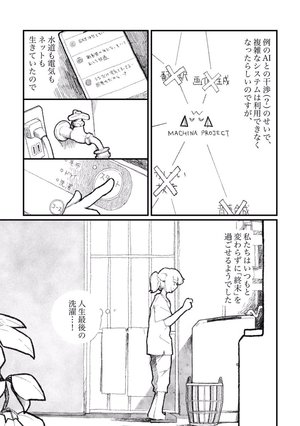 例のAIとの干渉（？）のせいで、
複雑なシステムは利用できなく
なったらしいのですが、
MACHINA PROJECT
水道も電気も
ネットも
生きていたので
私たちはいつもと
変わらずに「終末」を
過ごせるようでした
人生最後の
洗濯…！